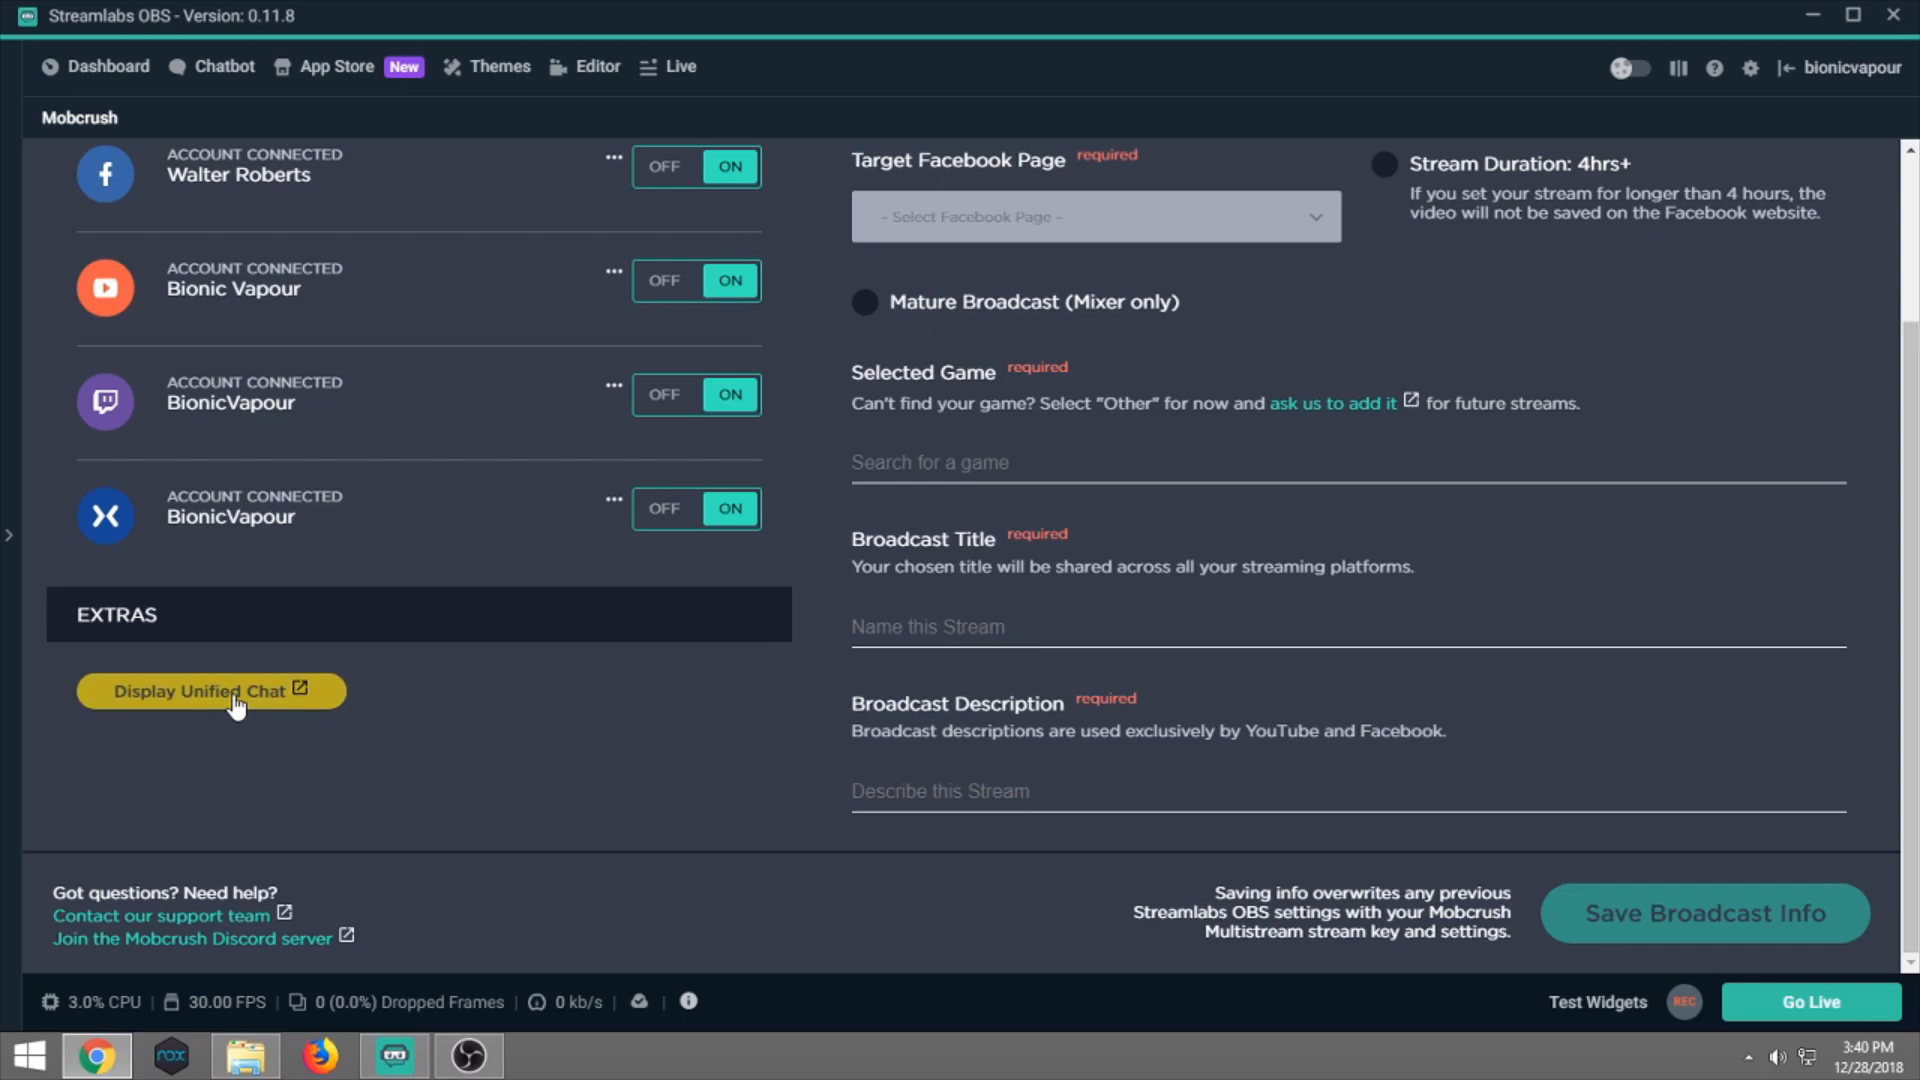 Streamlabs OBS - Version: 0.11.8
Dashboard
Chatbot
App Store New
Themes
Editor
Live
bionicvapour
Mobcrush
ACCOUNT CONNECTED
Walter Roberts
OFF ON
ACCOUNT CONNECTED
Bionic Vapour
OFF ON
ACCOUNT CONNECTED
BionicVapour
OFF ON
ACCOUNT CONNECTED
BionicVapour
OFF ON
EXTRAS
Display Unified Chat
Target Facebook Page required
- Select Facebook Page -
Stream Duration: 4hrs+
If you set your stream for longer than 4 hours, the
video will not be saved on the Facebook website.
Mature Broadcast (Mixer only)
Selected Game required
Can't find your game? Select "Other" for now and ask us to add it for future streams.
Search for a game
Broadcast Title required
Your chosen title will be shared across all your streaming platforms.
Name this Stream
Broadcast Description required
Broadcast descriptions are used exclusively by YouTube and Facebook.
Describe this Stream
Got questions? Need help?
Contact our support team
Join the Mobcrush Discord server
Saving info overwrites any previous
Streamlabs OBS settings with your Mobcrush
Multistream stream key and settings.
Save Broadcast Info
3.0% CPU
30.00 FPS
0 (0.0%) Dropped Frames
0 kb/s
Test Widgets
REC
Go Live
nox
3:40 PM
12/28/2018